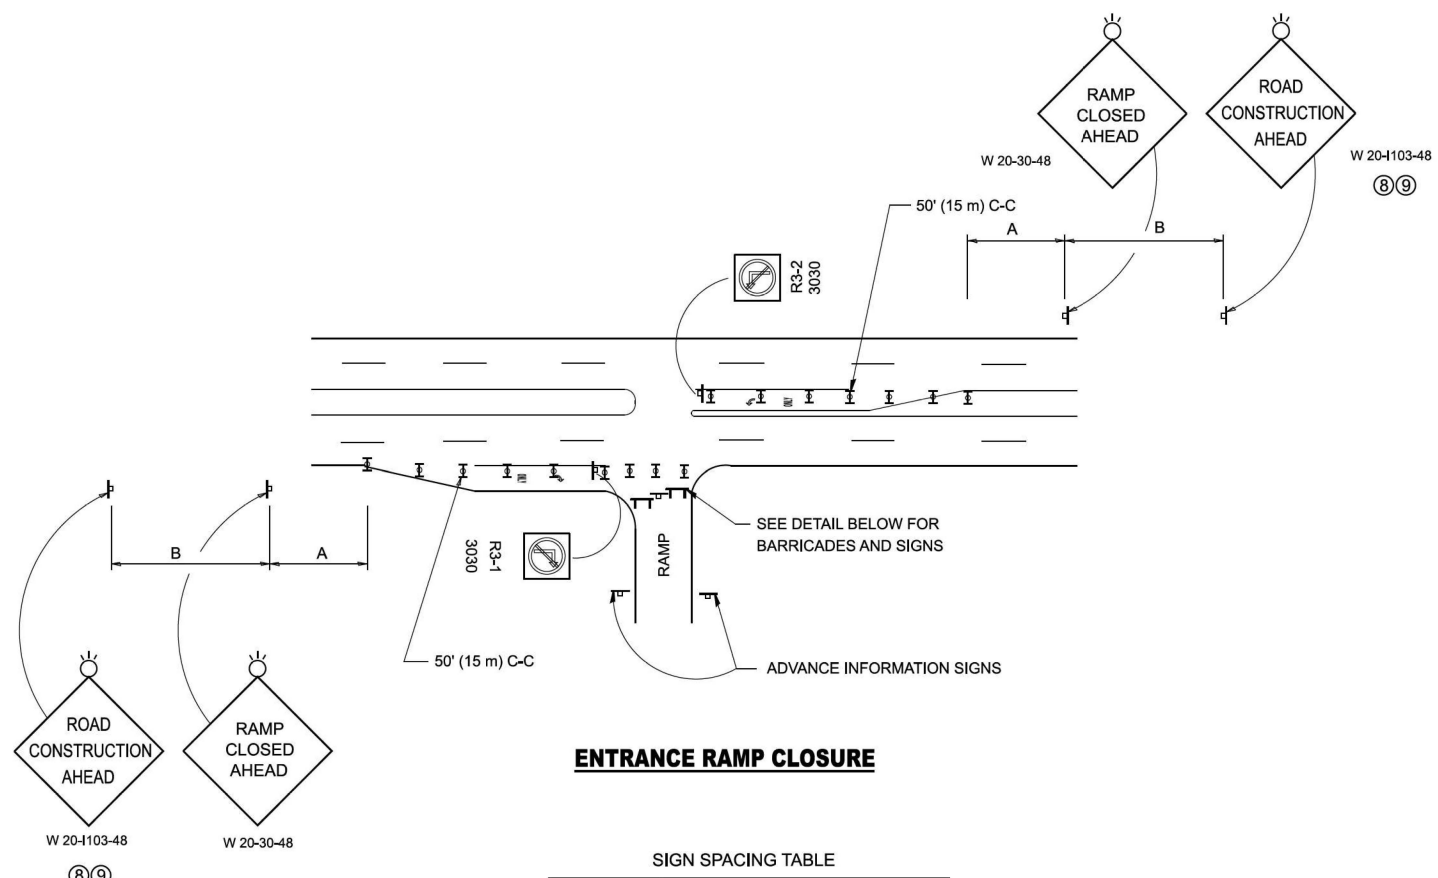 RAMP
CLOSED
AHEAD
W 20-30-48
ROAD
CONSTRUCTION
AHEAD
W 20-I103-48
⑧⑨
50' (15 m) C-C
A
B
R3-2
3030
SEE DETAIL BELOW FOR
BARRICADES AND SIGNS
RAMP
R3-1
3030
B
A
50' (15 m) C-C
ADVANCE INFORMATION SIGNS
ROAD
CONSTRUCTION
AHEAD
W 20-I103-48
⑧⑨
RAMP
CLOSED
AHEAD
W 20-30-48
ENTRANCE RAMP CLOSURE
SIGN SPACING TABLE